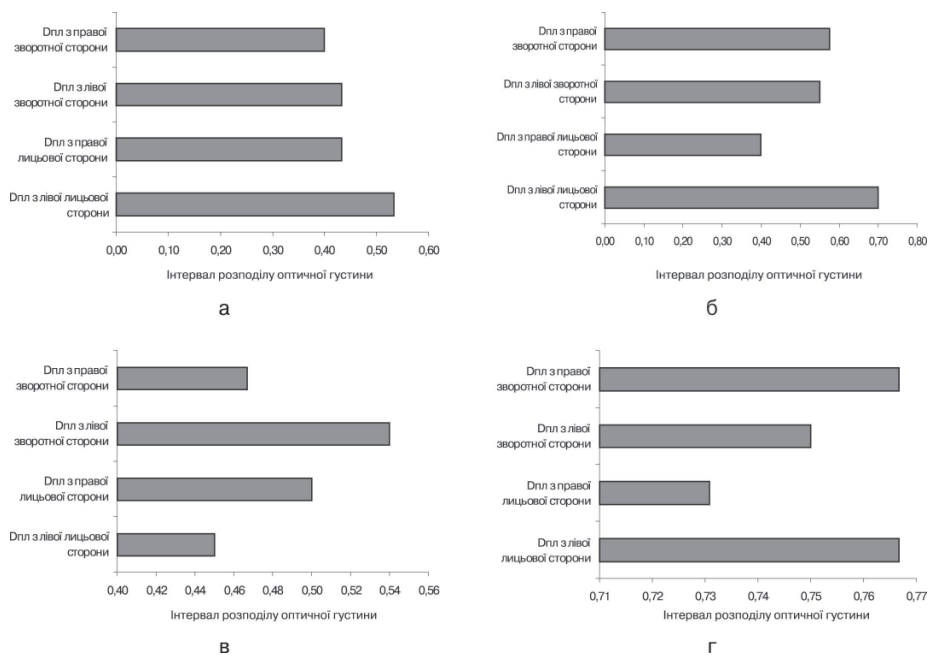 Dпл з правої
зворотної сторони
Dпл з лівої
зворотної сторони
Dпл з правої
лицьової сторони
Dпл з лівої лицьової
сторони
0,00 0,10 0,20 0,30 0,40 0,50 0,60
Інтервал розподілу оптичної густини
а
Dпл з правої
зворотної сторони
Dпл з лівої зворотної
сторони
Dпл з правої лицьової
сторони
Dпл з лівої лицьової
сторони
0,00 0,10 0,20 0,30 0,40 0,50 0,60 0,70 0,80
Інтервал розподілу оптичної густини
б
Dпл з правої
зворотної сторони
Dпл з лівої
зворотної сторони
Dпл з правої
лицьової сторони
Dпл з лівої лицьової
сторони
0,40 0,42 0,44 0,46 0,48 0,50 0,52 0,54 0,56
Інтервал розподілу оптичної густини
в
Dпл з правої
зворотної сторони
Dпл з лівої
зворотної сторони
Dпл з правої
лицьової сторони
Dпл з лівої
лицьової сторони
0,71 0,72 0,73 0,74 0,75 0,76 0,77
Інтервал розподілу оптичної густини
г